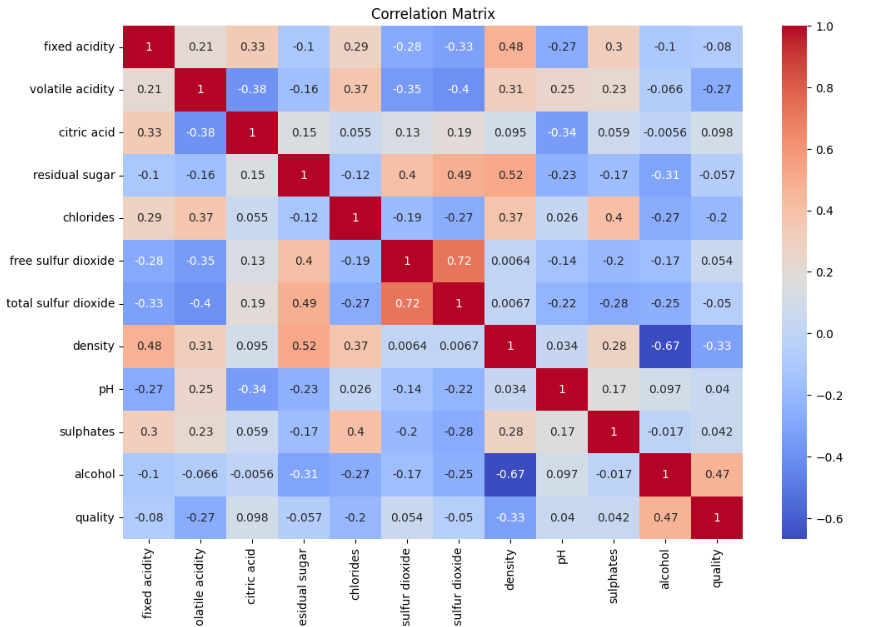 Correlation Matrix
fixed acidity 1 0.21 0.33 -0.1 0.29 -0.28 -0.33 0.48 -0.27 0.3 -0.1 -0.08
volatile acidity 0.21 1 -0.38 -0.16 0.37 -0.35 -0.4 0.31 0.25 0.23 -0.066 -0.27
citric acid 0.33 -0.38 1 0.15 0.055 0.13 0.19 0.095 -0.34 0.059 -0.0056 0.098
residual sugar -0.1 -0.16 0.15 1 -0.12 0.4 0.49 0.52 -0.23 -0.17 -0.31 -0.057
chlorides 0.29 0.37 0.055 -0.12 1 -0.19 -0.27 0.37 0.026 0.4 -0.27 -0.2
free sulfur dioxide -0.28 -0.35 0.13 0.4 -0.19 1 0.72 0.0064 -0.14 -0.2 -0.17 0.054
total sulfur dioxide -0.33 -0.4 0.19 0.49 -0.27 0.72 1 0.0067 -0.22 -0.28 -0.25 -0.05
density 0.48 0.31 0.095 0.52 0.37 0.0064 0.0067 1 0.034 0.28 -0.67 -0.33
pH -0.27 0.25 -0.34 -0.23 0.026 -0.14 -0.22 0.034 1 0.17 0.097 0.04
sulphates 0.3 0.23 0.059 -0.17 0.4 -0.2 -0.28 0.28 0.17 1 -0.017 0.042
alcohol -0.1 -0.066 -0.0056 -0.31 -0.27 -0.17 -0.25 -0.67 0.097 -0.017 1 0.47
quality -0.08 -0.27 0.098 -0.057 -0.2 0.054 -0.05 -0.33 0.04 0.042 0.47 1
fixed acidity
olatile acidity
citric acid
esidual sugar
chlorides
sulfur dioxide
sulfur dioxide
density
pH
sulphates
alcohol
quality
1.0
0.8
0.6
0.4
0.2
0.0
−0.2
−0.4
−0.6